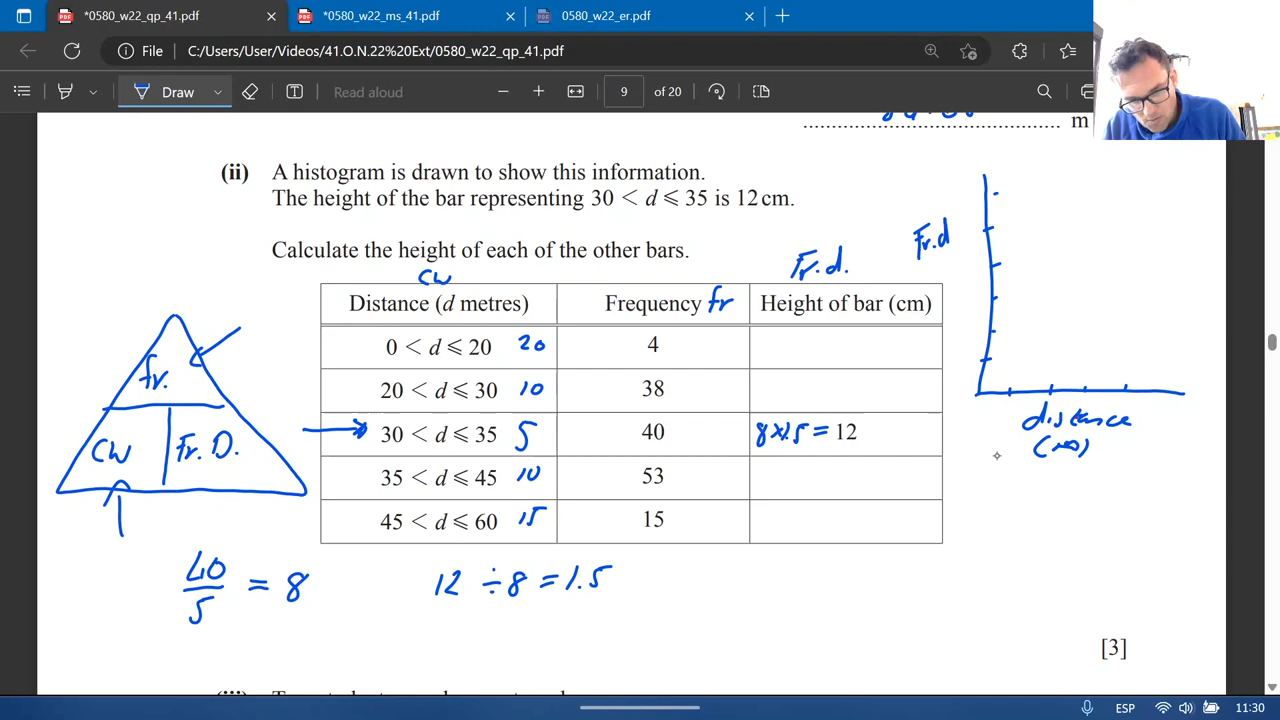 *0580_w22_qp_41.pdf
*0580_w22_ms_41.pdf
0580_w22_er.pdf
File
C:/Users/User/Videos/41.O.N.22%20Ext/0580_w22_qp_41.pdf
Draw
Read aloud
9 of 20
m
(ii) A histogram is drawn to show this information.
The height of the bar representing 30 < d ⩽ 35 is 12 cm.
Calculate the height of each of the other bars.
CW
Fr. d.
Fr. d
Distance (d metres) Frequency fr Height of bar (cm)
0 < d ⩽ 20 20 4
20 < d ⩽ 30 10 38
30 < d ⩽ 35 5 40 8×1.5 = 12
35 < d ⩽ 45 10 53
45 < d ⩽ 60 15 15
fr.
CW Fr. D.
distance
40
5
= 8
12 ÷ 8 = 1.5
[3]
ESP 11:30